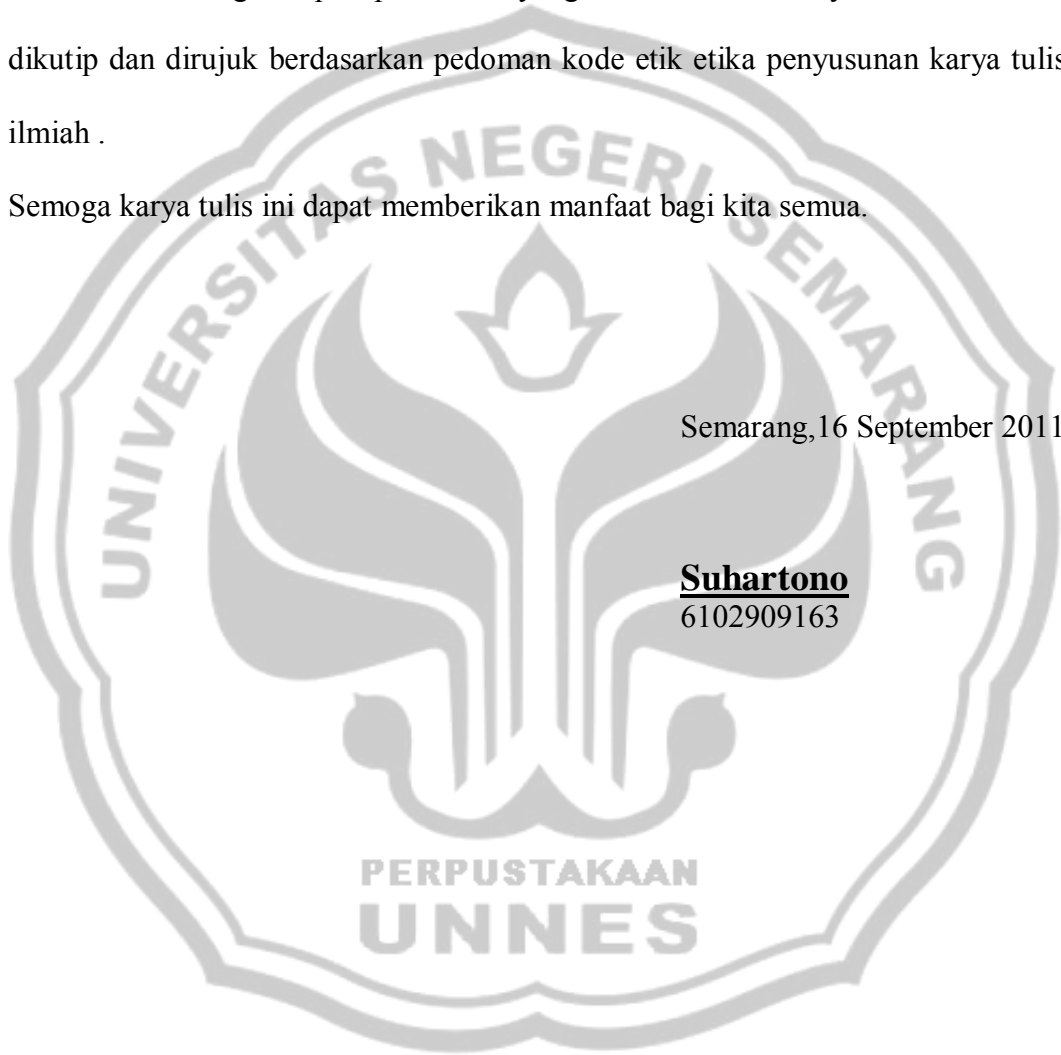 dikutip dan dirujuk berdasarkan pedoman kode etik etika penyusunan karya tulis
ilmiah .
Semoga karya tulis ini dapat memberikan manfaat bagi kita semua.
Semarang,16 September 2011
Suhartono
6102909163
UNIVERSITAS NEGERI SEMARANG
PERPUSTAKAAN
UNNES